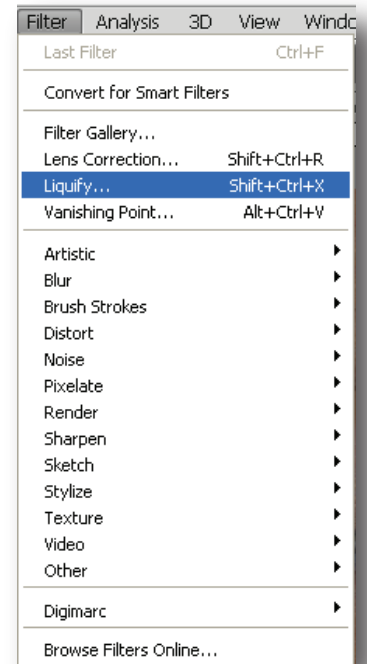 Filter Analysis 3D View
Last Filter Ctrl+F
Convert for Smart Filters
Filter Gallery...
Lens Correction... Shift+Ctrl+R
Liquify... Shift+Ctrl+X
Vanishing Point... Alt+Ctrl+V
Artistic
Blur
Brush Strokes
Distort
Noise
Pixelate
Render
Sharpen
Sketch
Stylize
Texture
Video
Other
Digimarc
Browse Filters Online...